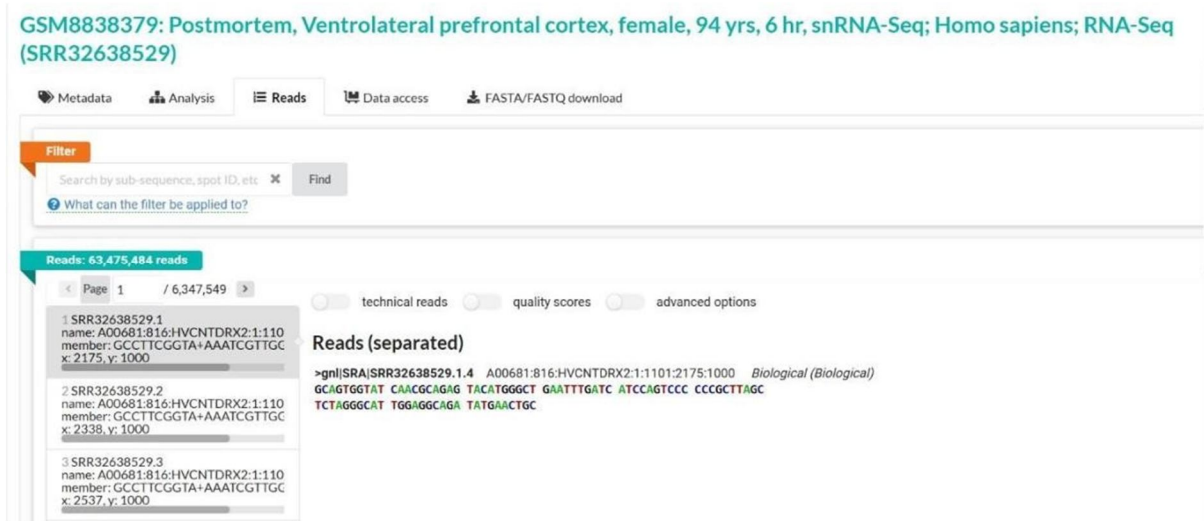 GSM8838379: Postmortem, Ventrolateral prefrontal cortex, female, 94 yrs, 6 hr, snRNA-Seq; Homo sapiens; RNA-Seq
(SRR32638529)
Metadata Analysis Reads Data access FASTA/FASTQ download
Filter
Search by sub-sequence, spot ID, etc Find
What can the filter be applied to?
Reads: 63,475,484 reads
< Page 1 / 6,347,549 >
technical reads quality scores advanced options
1 SRR32638529.1
name: A00681:816:HVCNTDRX2:1:110
member: GCCTTCGGTA+AAATCGTTGG
x: 2175, y: 1000
2 SRR32638529.2
name: A00681:816:HVCNTDRX2:1:110
member: GCCTTCGGTA+AAATCGTTGG
x: 2338, y: 1000
3 SRR32638529.3
name: A00681:816:HVCNTDRX2:1:110
member: GCCTTCGGTA+AAATCGTTGG
x: 2537, y: 1000
Reads (separated)
>gnl|SRA|SRR32638529.1.4 A00681:816:HVCNTDRX2:1:1101:2175:1000 Biological (Biological)
GCAGTGGTAT CAACGCAGAG TACATGGGCT GAATTTGATC ATCCAGTCCC CCCGCTTAGC
TCTAGGGCAT TGGAGGCAGA TATGAACTGC